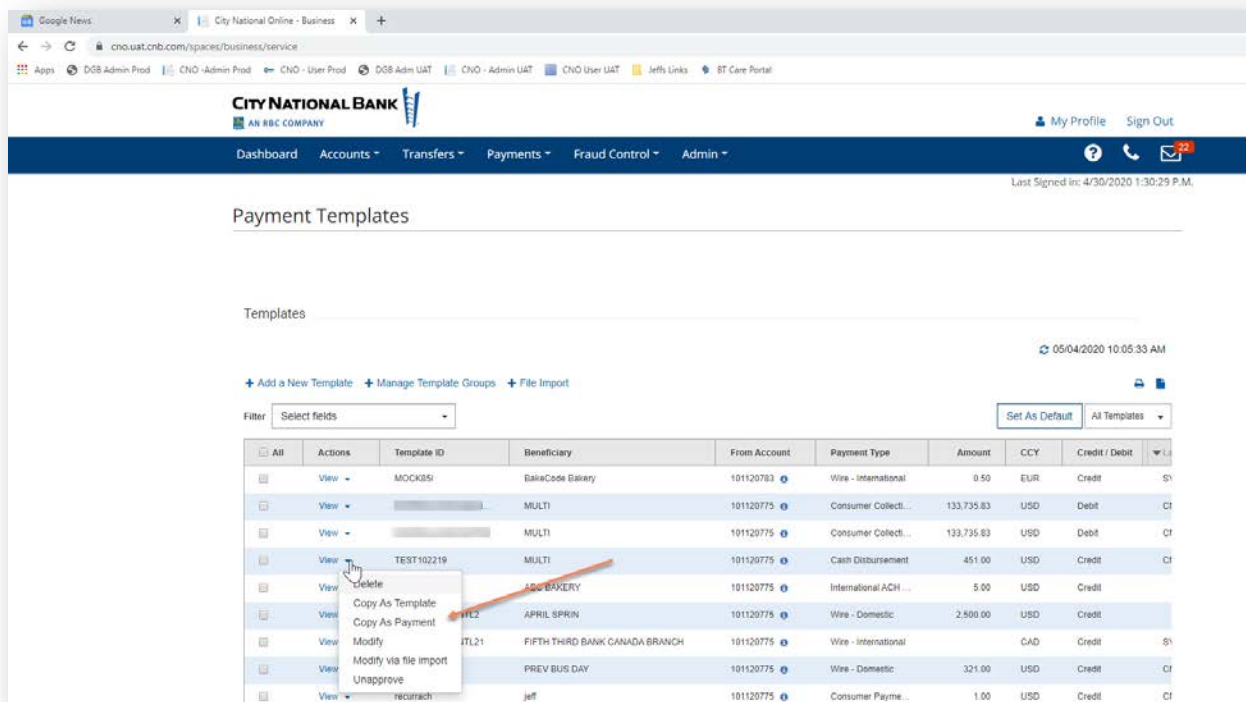 Google News City National Online - Business
cno.uat.cnb.com/spaces/business/service
Apps DGB Admin Prod CNO -Admin Prod CNO - User Prod DGB Adm UAT CNO - Admin UAT CNO User UAT Jeffs Links BT Care Portal
CITY NATIONAL BANK
AN RBC COMPANY
My Profile Sign Out
Dashboard Accounts Transfers Payments Fraud Control Admin 22
Last Signed in: 4/30/2020 1:30:29 P.M.
Payment Templates
Templates
05/04/2020 10:05:33 AM
+ Add a New Template + Manage Template Groups + File Import
Filter Select fields Set As Default All Templates
All Actions Template ID Beneficiary From Account Payment Type Amount CCY Credit / Debit
View MOCK85I BakeCode Bakery 101120783 Wire - International 0.50 EUR Credit
View MULTI 101120775 Consumer Collecti... 133,735.83 USD Debit
View MULTI 101120775 Consumer Collecti... 133,735.83 USD Debit
View TEST102219 MULTI 101120775 Cash Disbursement 451.00 USD Credit
View Delete BAKERY 101120775 International ACH ... 5.00 USD Credit
Copy As Template
View Copy As Payment APRIL SPRIN 101120775 Wire - Domestic 2,500.00 USD Credit
View Modify NTL21 FIFTH THIRD BANK CANADA BRANCH 101120775 Wire - International CAD Credit
Modify via file import
View PREV BUS DAY 101120775 Wire - Domestic 321.00 USD Credit
Unapprove
View recurrach jeff 101120775 Consumer Payme... 1.00 USD Credit